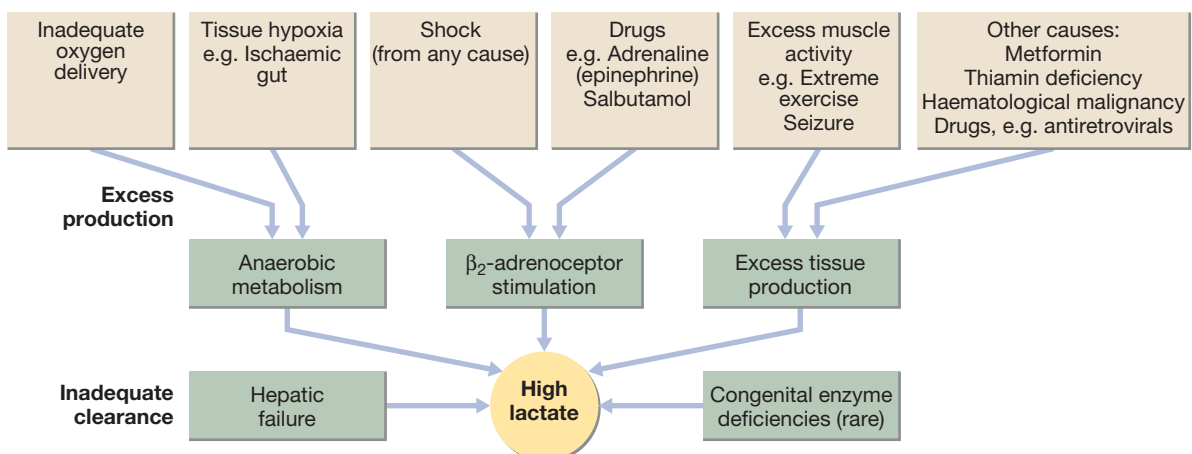 Inadequate
oxygen
delivery
Tissue hypoxia
e.g. Ischaemic
gut
Shock
(from any cause)
Drugs
e.g. Adrenaline
(epinephrine)
Salbutamol
Excess muscle
activity
e.g. Extreme
exercise
Seizure
Other causes:
Metformin
Thiamin deficiency
Haematological malignancy
Drugs, e.g. antiretrovirals
Excess
production
Anaerobic
metabolism
β₂-adrenoceptor
stimulation
Excess tissue
production
Inadequate
clearance
Hepatic
failure
High
lactate
Congenital enzyme
deficiencies (rare)